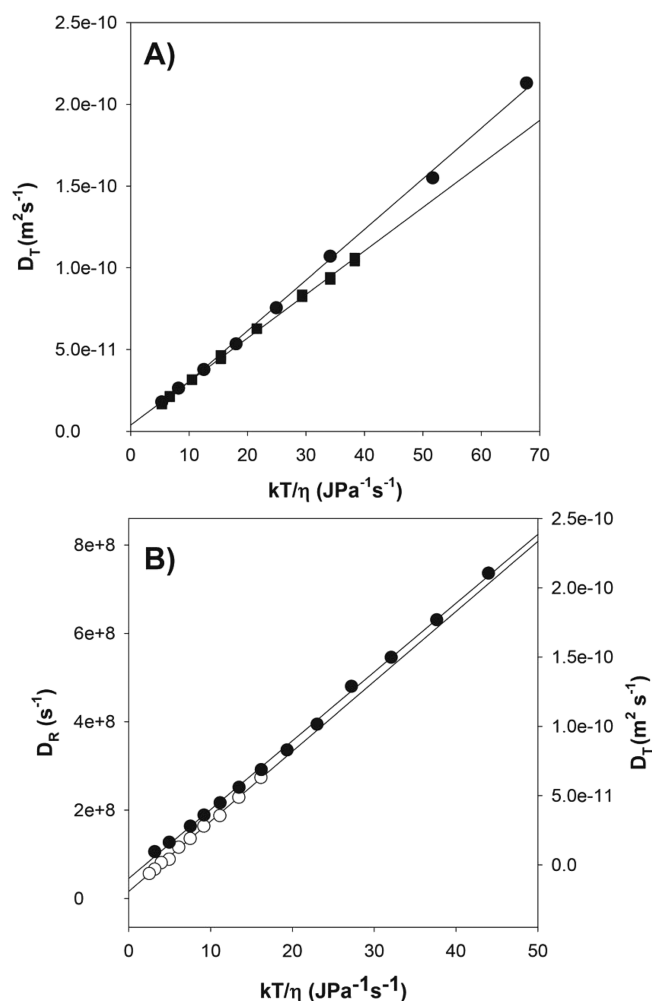 A)
2.5e-10
2.0e-10
1.5e-10
1.0e-10
5.0e-11
0.0
D_T (m²s⁻¹)
0 10 20 30 40 50 60 70
kT/η (JPa⁻¹s⁻¹)
B)
8e+8
6e+8
4e+8
2e+8
0
D_R (s⁻¹)
2.5e-10
2.0e-10
1.5e-10
1.0e-10
5.0e-11
0.0
D_T (m² s⁻¹)
0 10 20 30 40 50
kT/η (JPa⁻¹s⁻¹)